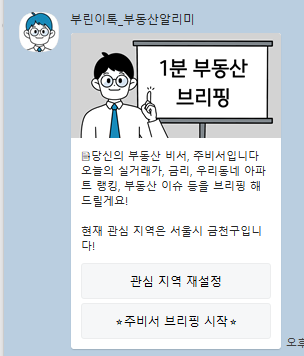 부린이톡_부동산알리미
1분 부동산
브리핑
당신의 부동산 비서, 주비서입니다
오늘의 실거래가, 금리, 우리동네 아파
트 랭킹, 부동산 이슈 등을 브리핑 해
드릴게요!
현재 관심 지역은 서울시 금천구입니
다!
관심 지역 재설정
⭐주비서 브리핑 시작⭐